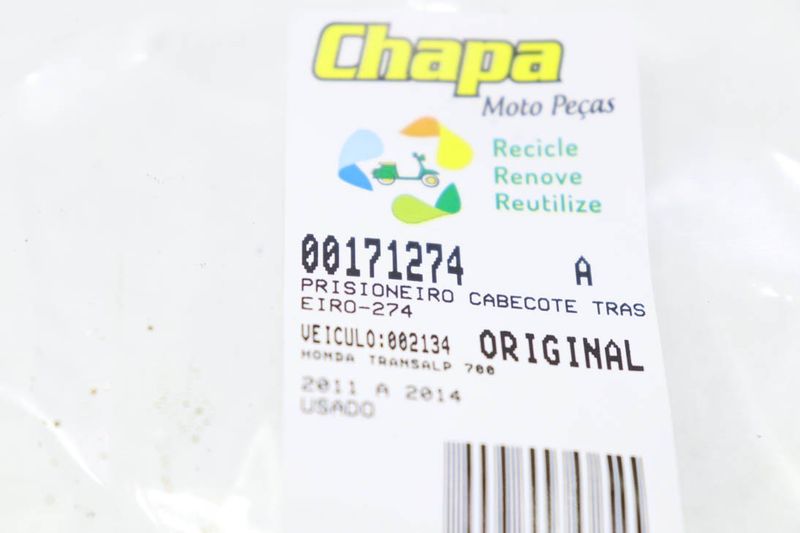 Chapa
Moto Peças
Recicle
Renove
Reutilize
00171274 A
PRISIONEIRO CABECOTE TRAS
EIRO-274
VEICULO:002134 ORIGINAL
HONDA TRANSALP 700
2011 A 2014
USADO